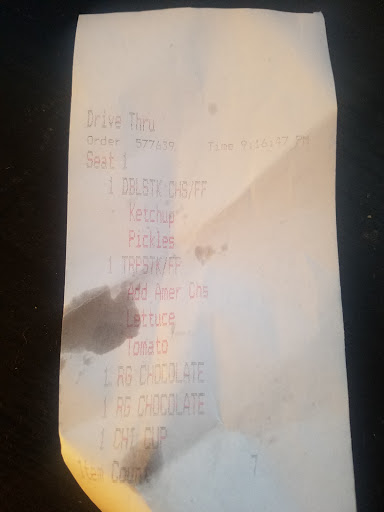 Drive Thru
Order 577639 Time 9:16:47 PM
Seat 1
1 DBLSTK CHS/FF
Ketchup
Pickles
1 TRPSTK/FF
Add Amer Chs
Lettuce
Tomato
1 RG CHOCOLATE
1 RG CHOCOLATE
1 CHI CUP
Item Count 7